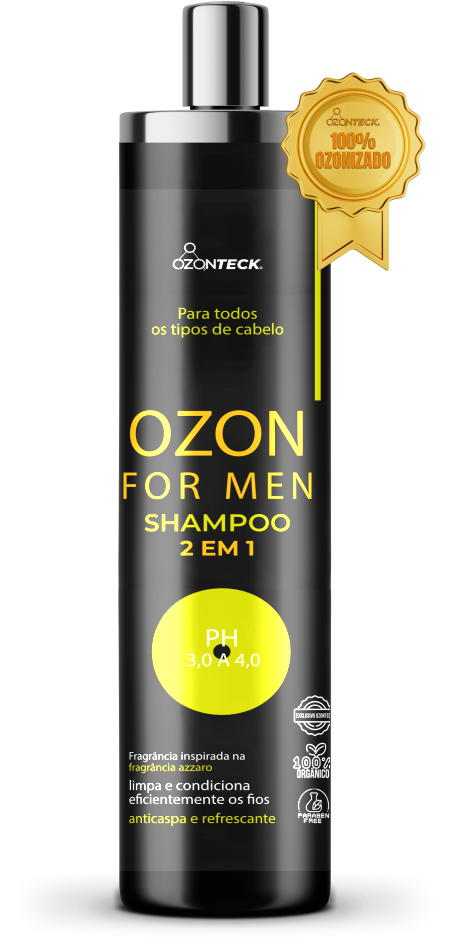 OZONTECK.
100%
OZONIZADO
OZONTECK®
Para todos
os tipos de cabelo
OZON
FOR MEN
SHAMPOO
2 EM 1
PH
3,0 A 4,0
EXCLUSIVO OZONTECK
100%
ORGÂNICO
PARABEN
FREE
Fragrância inspirada na
fragrância azzaro
limpa e condiciona
eficientemente os fios
anticaspa e refrescante